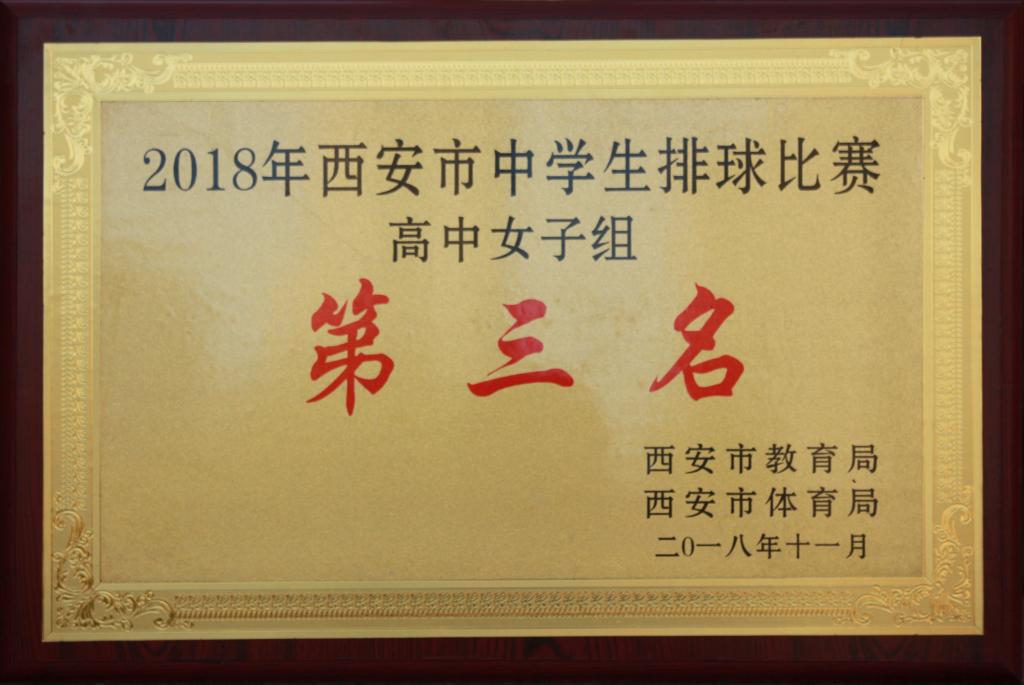 2018年西安市中学生排球比赛
高中女子组
第三名
西安市教育局
西安市体育局
二0一八年十一月